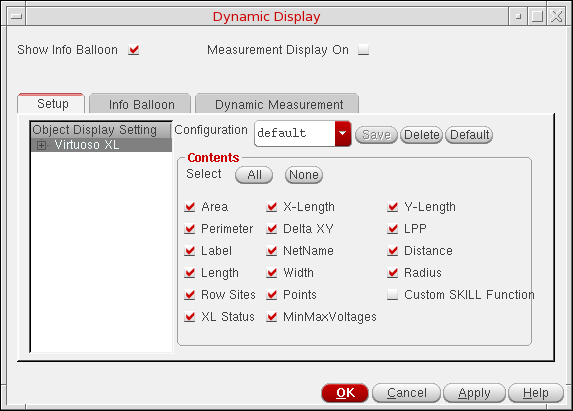 Dynamic Display
Show Info Balloon Measurement Display On
Setup Info Balloon Dynamic Measurement
Object Display Setting Configuration default Save Delete Default
Virtuoso XL
Contents
Select All None
Area X-Length Y-Length
Perimeter Delta XY LPP
Label NetName Distance
Length Width Radius
Row Sites Points Custom SKILL Function
XL Status MinMaxVoltages
OK Cancel Apply Help